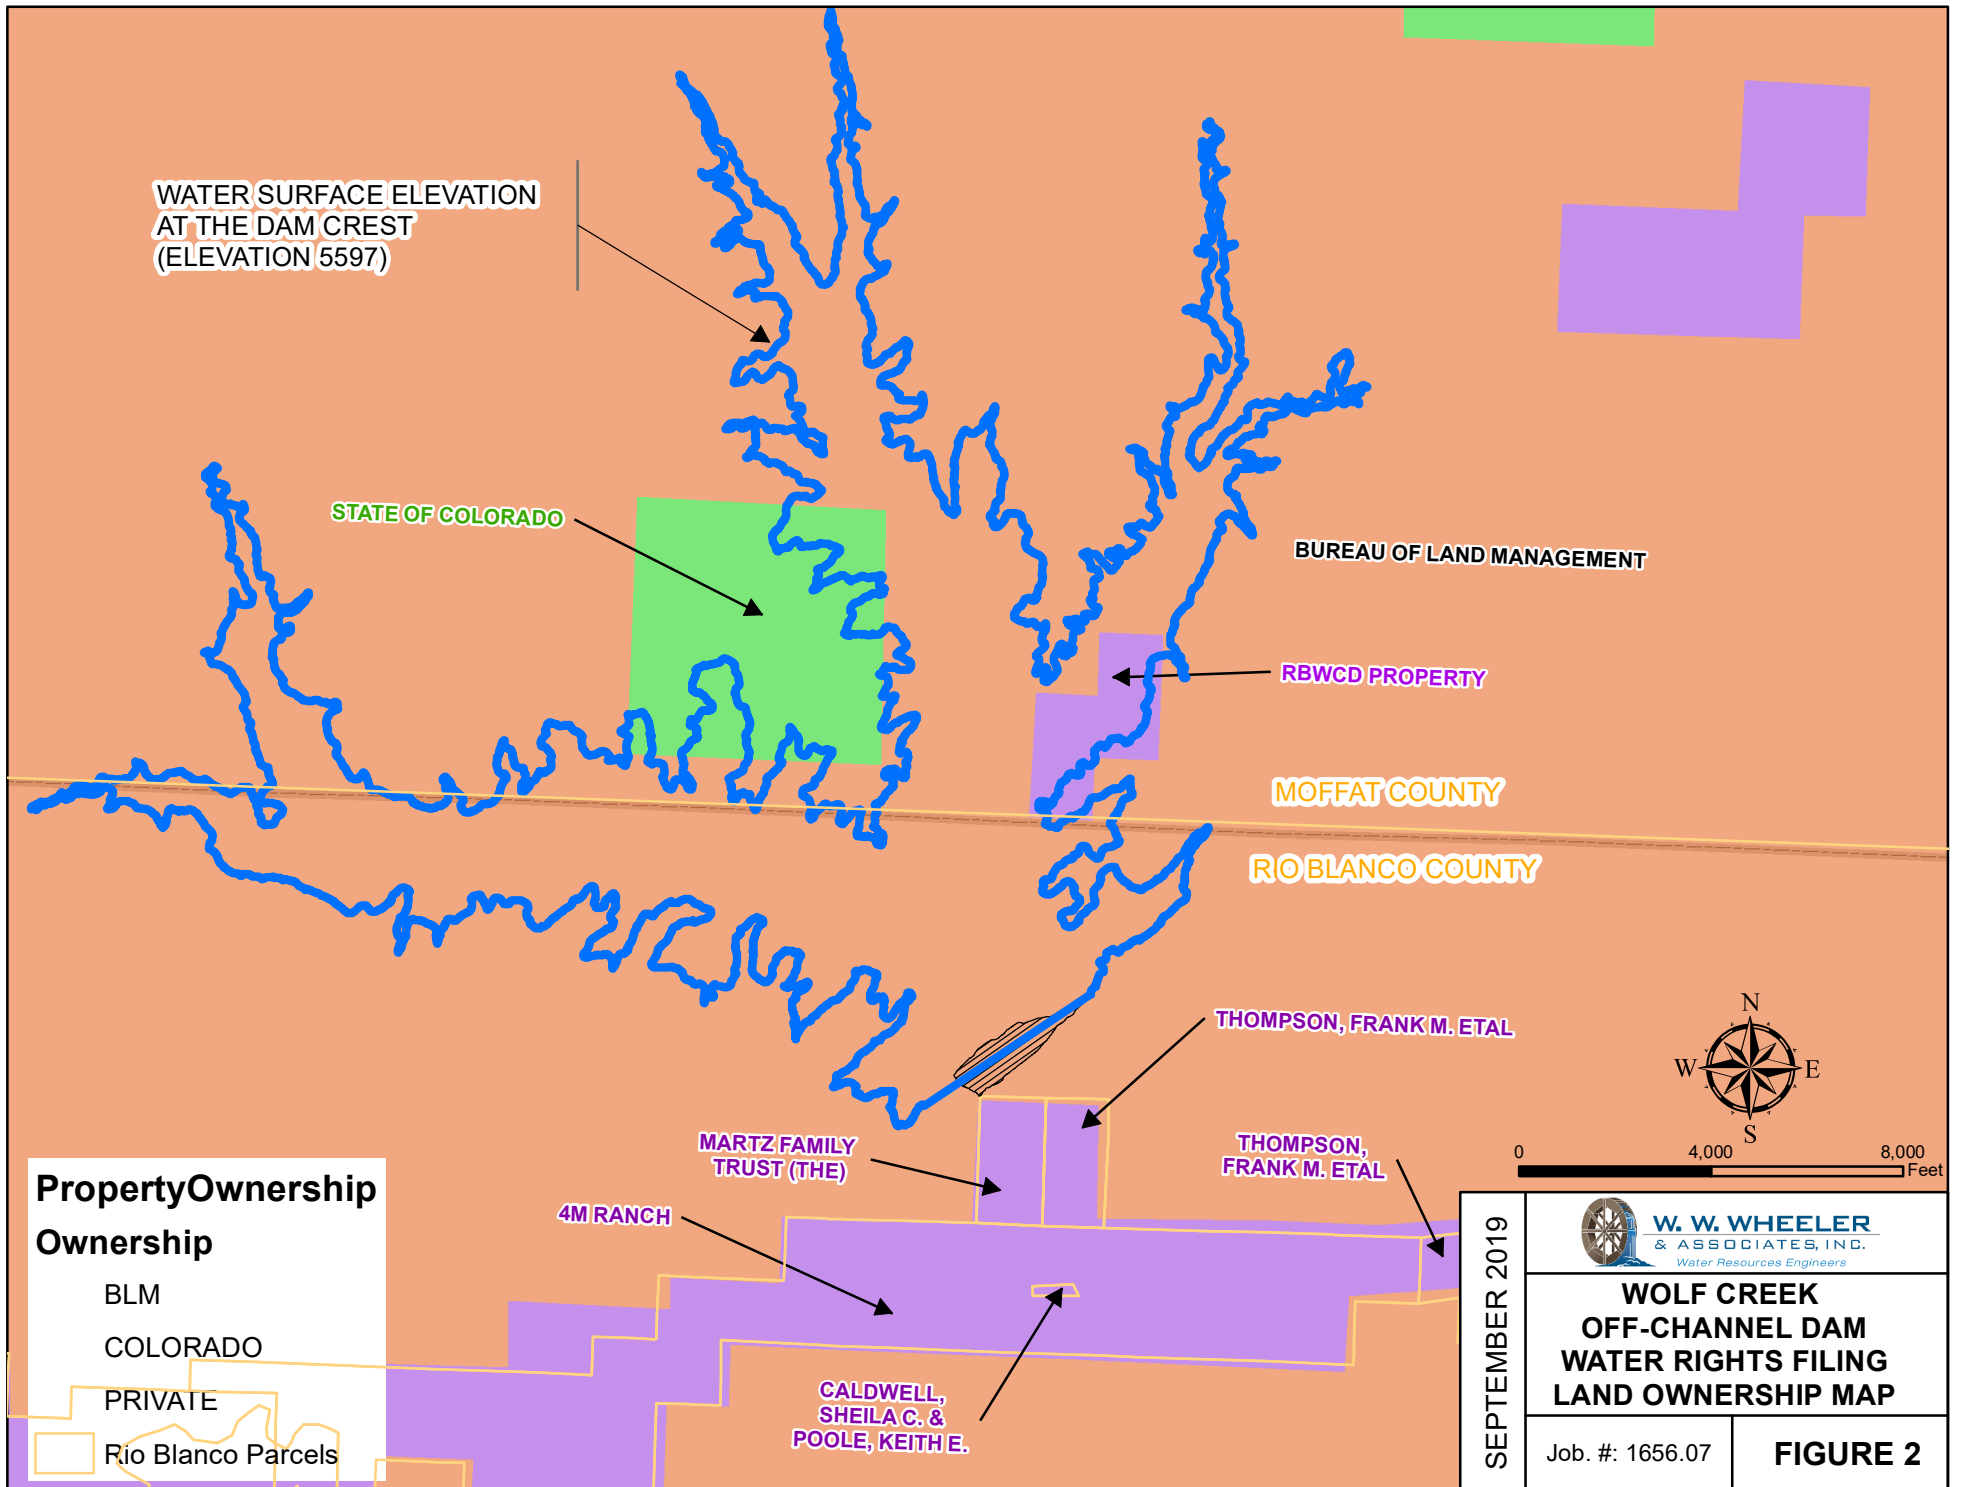 WATER SURFACE ELEVATION
AT THE DAM CREST
(ELEVATION 5597)
STATE OF COLORADO
BUREAU OF LAND MANAGEMENT
RBWCD PROPERTY
MOFFAT COUNTY
RIO BLANCO COUNTY
THOMPSON, FRANK M. ETAL
MARTZ FAMILY
TRUST (THE)
THOMPSON,
FRANK M. ETAL
4M RANCH
CALDWELL,
SHEILA C. &
POOLE, KEITH E.
N
W
E
S
0
4,000
8,000
Feet
PropertyOwnership
Ownership
BLM
COLORADO
PRIVATE
Rio Blanco Parcels
SEPTEMBER 2019
W. W. WHEELER
& ASSOCIATES, INC.
Water Resources Engineers
WOLF CREEK
OFF-CHANNEL DAM
WATER RIGHTS FILING
LAND OWNERSHIP MAP
Job. #: 1656.07
FIGURE 2